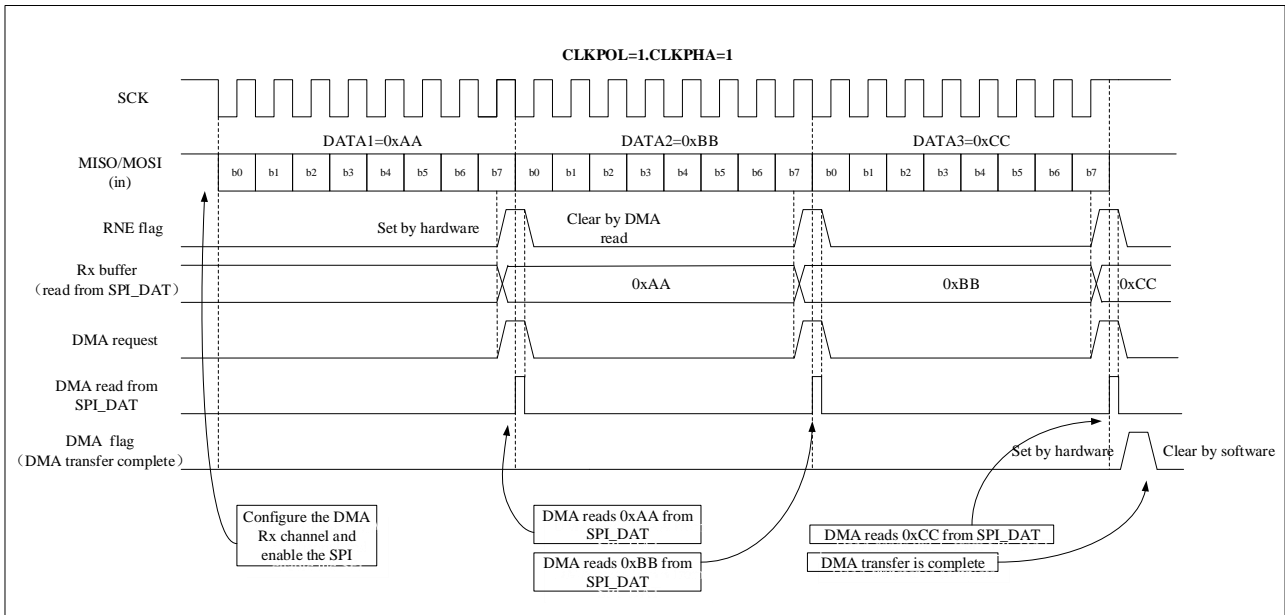 CLKPOL=1.CLKPHA=1
SCK
DATA1=0xAA
DATA2=0xBB
DATA3=0xCC
MISO/MOSI
(in)
b0 b1 b2 b3 b4 b5 b6 b7 b0 b1 b2 b3 b4 b5 b6 b7 b0 b1 b2 b3 b4 b5 b6 b7
RNE flag
Set by hardware
Clear by DMA
read
Rx buffer
（read from SPI_DAT）
0xAA
0xBB
0xCC
DMA request
DMA read from
SPI_DAT
DMA flag
（DMA transfer complete）
Set by hardware
Clear by software
Configure the DMA
Rx channel and
enable the SPI
DMA reads 0xAA from
SPI_DAT
DMA reads 0xBB from
SPI_DAT
DMA reads 0xCC from SPI_DAT
DMA transfer is complete